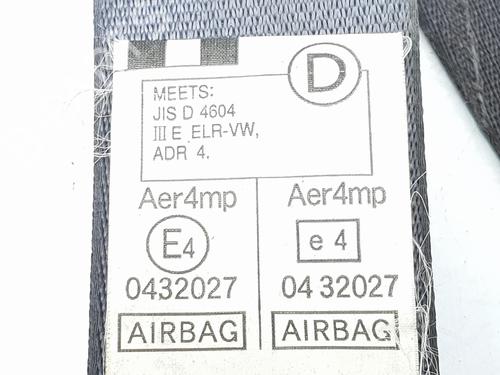 D
MEETS:
JIS D 4604
III E ELR-VW,
ADR 4.
Aer4mp Aer4mp
E4 e 4
0432027 04 32027
AIRBAG AIRBAG